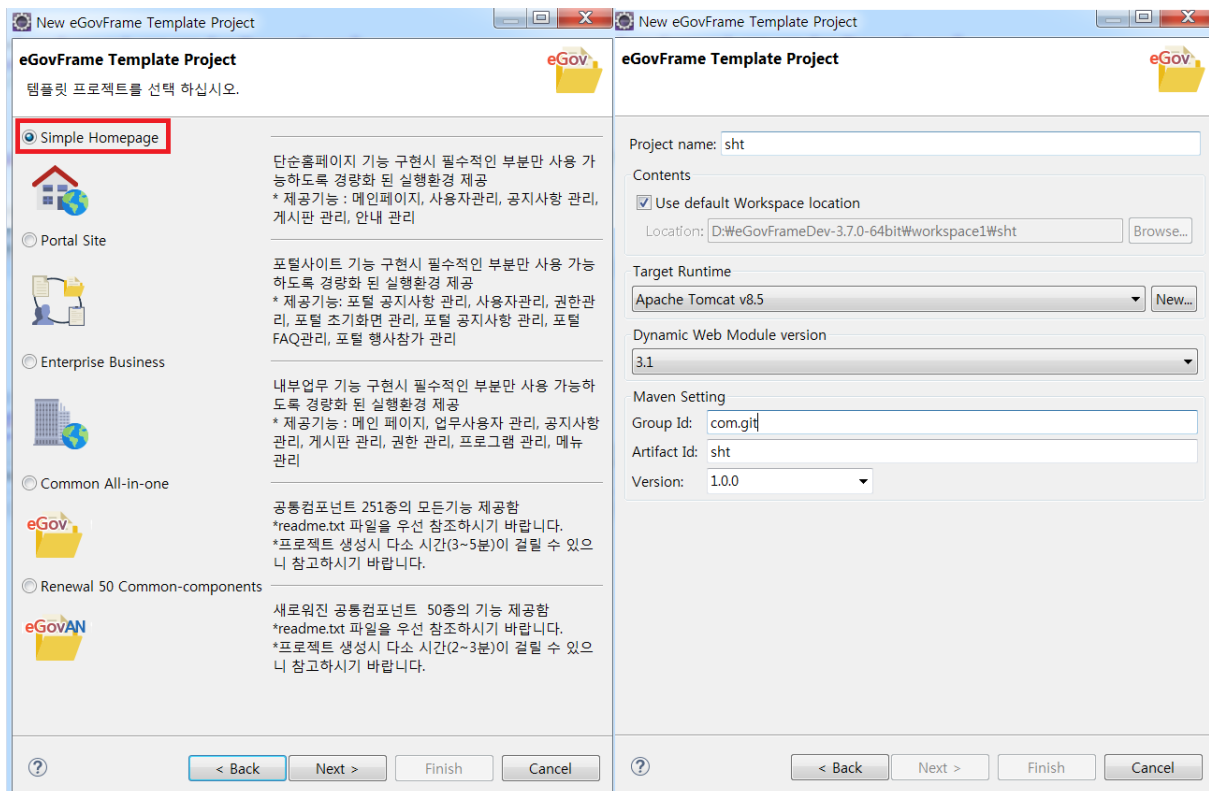 New eGovFrame Template Project
eGovFrame Template Project
eGov
템플릿 프로젝트를 선택 하십시오.
Simple Homepage
단순홈페이지 기능 구현시 필수적인 부분만 사용 가
능하도록 경량화 된 실행환경 제공
* 제공기능 : 메인페이지, 사용자관리, 공지사항 관리,
게시판 관리, 안내 관리
Portal Site
포털사이트 기능 구현시 필수적인 부분만 사용 가능
하도록 경량화 된 실행환경 제공
* 제공기능: 포털 공지사항 관리, 사용자관리, 권한관
리, 포털 초기화면 관리, 포털 공지사항 관리, 포털
FAQ관리, 포털 행사참가 관리
Enterprise Business
내부업무 기능 구현시 필수적인 부분만 사용 가능하
도록 경량화 된 실행환경 제공
* 제공기능 : 메인 페이지, 업무사용자 관리, 공지사항
관리, 게시판 관리, 권한 관리, 프로그램 관리, 메뉴
관리
Common All-in-one
eGov
공통컴포넌트 251종의 모든기능 제공함
*readme.txt 파일을 우선 참조하시기 바랍니다.
*프로젝트 생성시 다소 시간(3~5분)이 걸릴 수 있으
니 참고하시기 바랍니다.
Renewal 50 Common-components
eGovAN
새로워진 공통컴포넌트 50종의 기능 제공함
*readme.txt 파일을 우선 참조하시기 바랍니다.
*프로젝트 생성시 다소 시간(2~3분)이 걸릴 수 있으
니 참고하시기 바랍니다.
? < Back Next > Finish Cancel
New eGovFrame Template Project
eGovFrame Template Project
eGov
Project name: sht
Contents
Use default Workspace location
Location: D:₩eGovFrameDev-3.7.0-64bit₩workspace1₩sht Browse...
Target Runtime
Apache Tomcat v8.5 New...
Dynamic Web Module version
3.1
Maven Setting
Group Id: com.git
Artifact Id: sht
Version: 1.0.0
? < Back Next > Finish Cancel